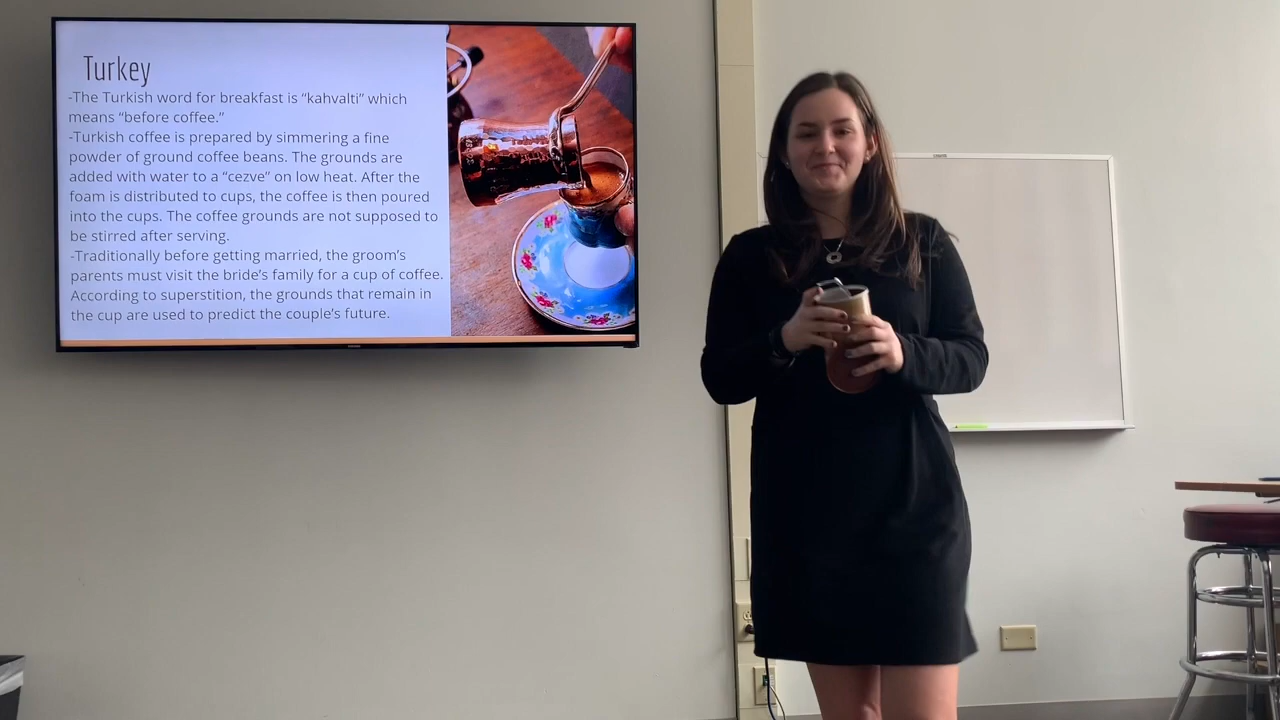 Turkey
-The Turkish word for breakfast is “kahvalti” which
means “before coffee.”
-Turkish coffee is prepared by simmering a fine
powder of ground coffee beans. The grounds are
added with water to a “cezve” on low heat. After the
foam is distributed to cups, the coffee is then poured
into the cups. The coffee grounds are not supposed to
be stirred after serving.
-Traditionally before getting married, the groom’s
parents must visit the bride’s family for a cup of coffee.
According to superstition, the grounds that remain in
the cup are used to predict the couple’s future.